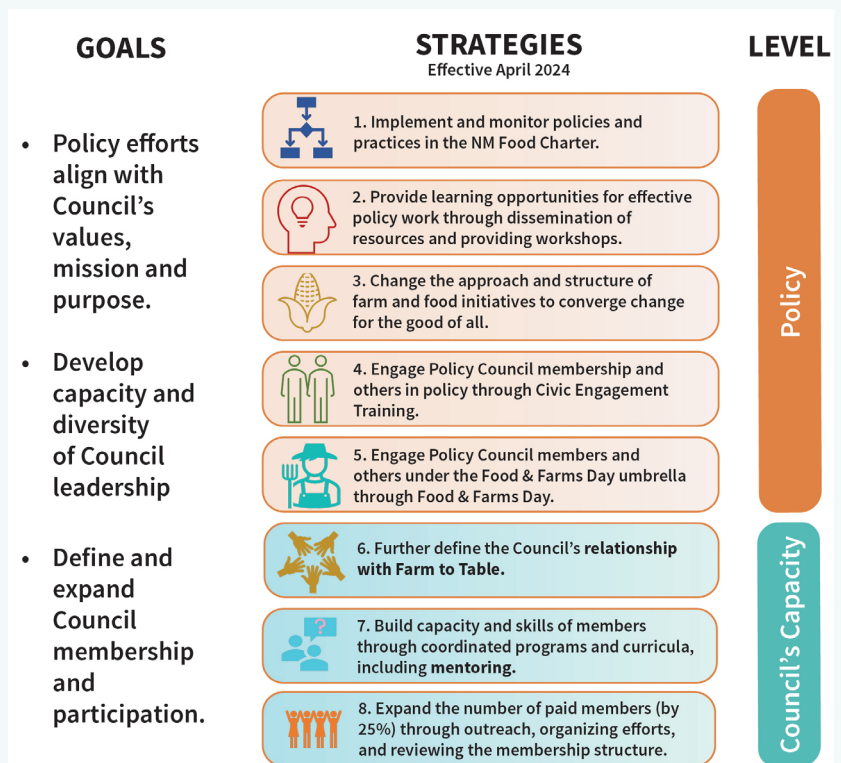 GOALS
• Policy efforts
align with
Council's
values,
mission and
purpose.
• Develop
capacity and
diversity
of Council
leadership
• Define and
expand
Council
membership
and
participation.
STRATEGIES
Effective April 2024
1. Implement and monitor policies and
practices in the NM Food Charter.
2. Provide learning opportunities for effective
policy work through dissemination of
resources and providing workshops.
3. Change the approach and structure of
farm and food initiatives to converge change
for the good of all.
4. Engage Policy Council membership and
others in policy through Civic Engagement
Training.
5. Engage Policy Council members and
others under the Food & Farms Day umbrella
through Food & Farms Day.
6. Further define the Council's relationship
with Farm to Table.
?
7. Build capacity and skills of members
through coordinated programs and curricula,
including mentoring.
8. Expand the number of paid members (by
25%) through outreach, organizing efforts,
and reviewing the membership structure.
LEVEL
Policy
Council's Capacity